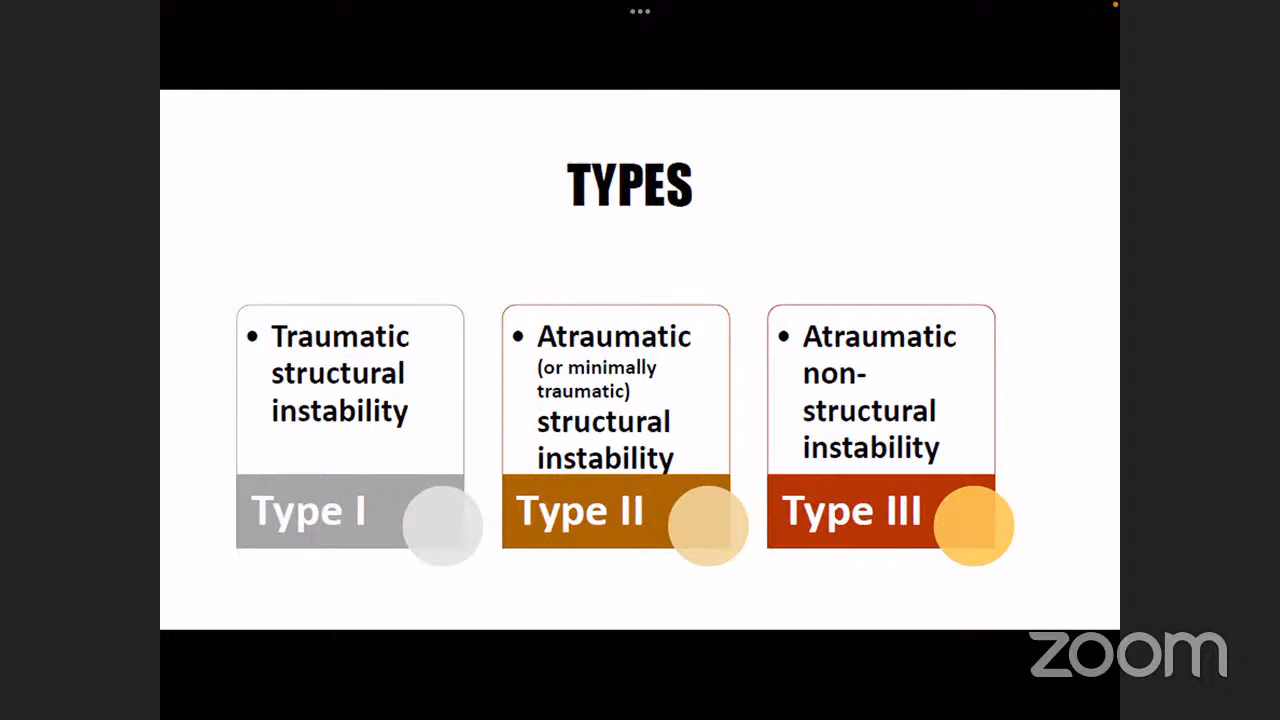 TYPES
• Traumatic
structural
instability
Type I
• Atraumatic
(or minimally
traumatic)
structural
instability
Type II
• Atraumatic
non-
structural
instability
Type III
zoom